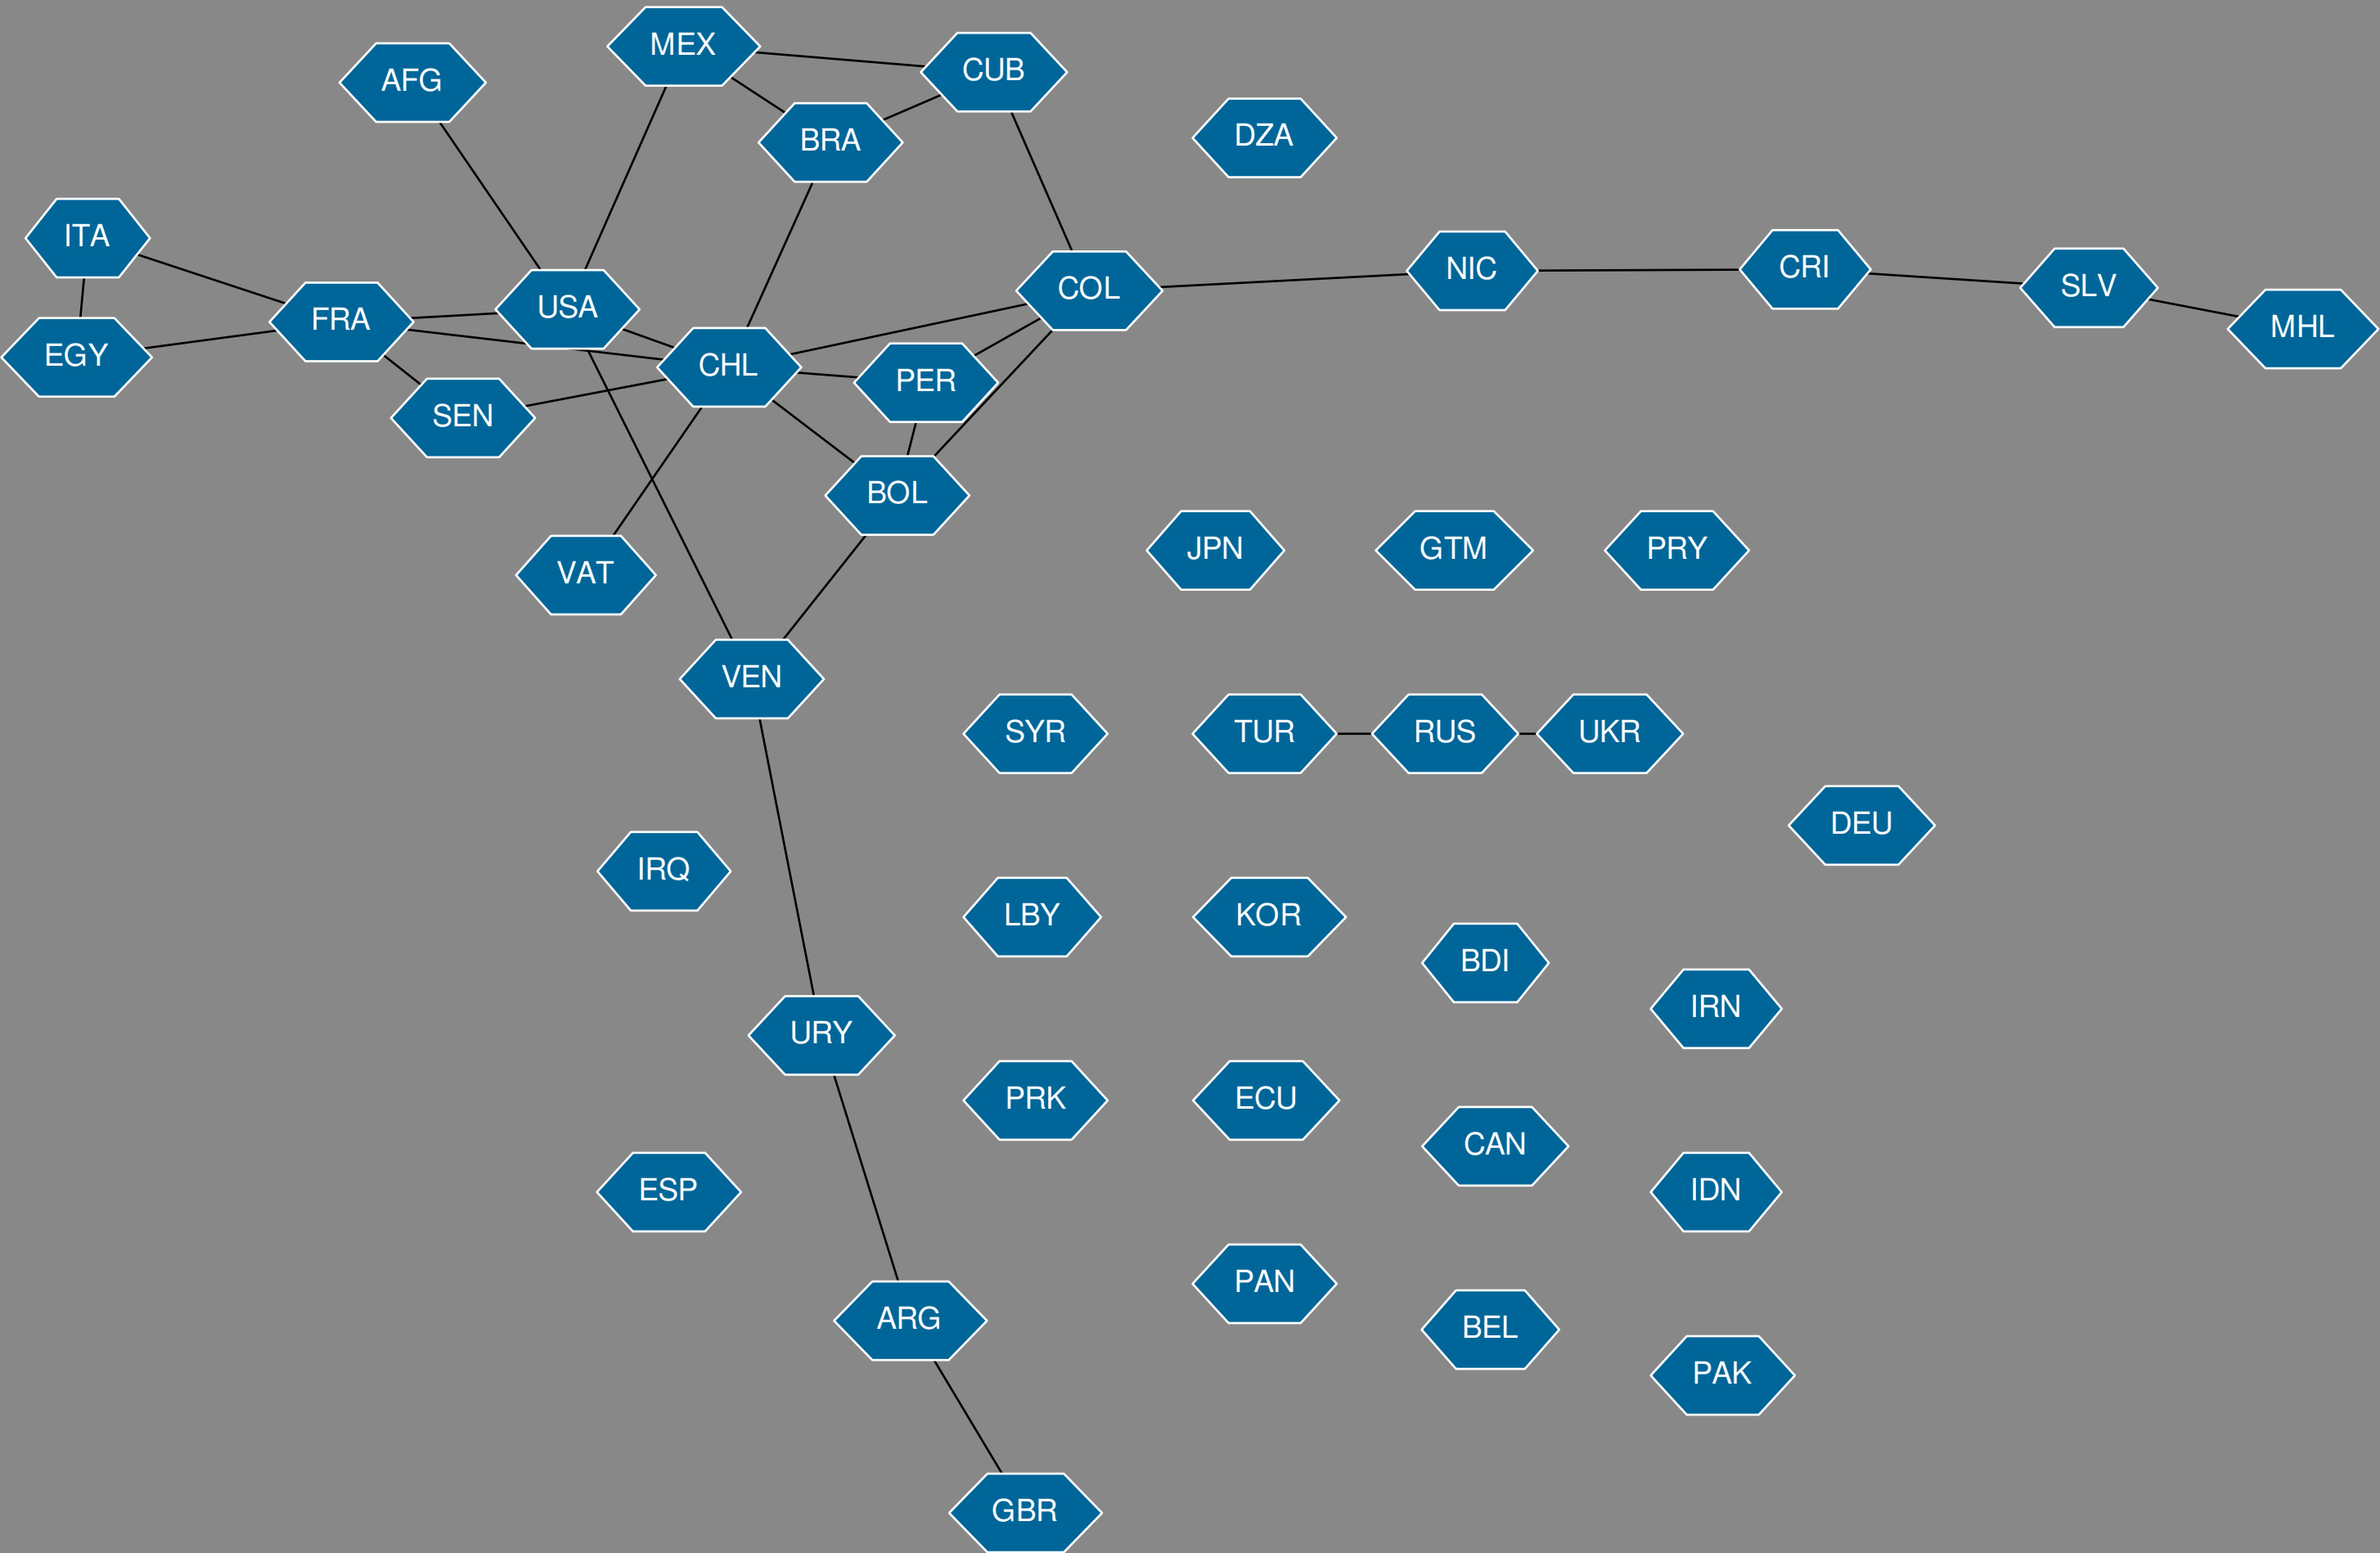 MEX
CUB
AFG
BRA
DZA
ITA
NIC
CRI
COL
SLV
USA
FRA
MHL
EGY
CHL
PER
SEN
BOL
JPN
GTM
PRY
VAT
VEN
SYR
TUR
RUS
UKR
DEU
IRQ
LBY
KOR
BDI
IRN
URY
PRK
ECU
CAN
ESP
IDN
PAN
ARG
BEL
PAK
GBR